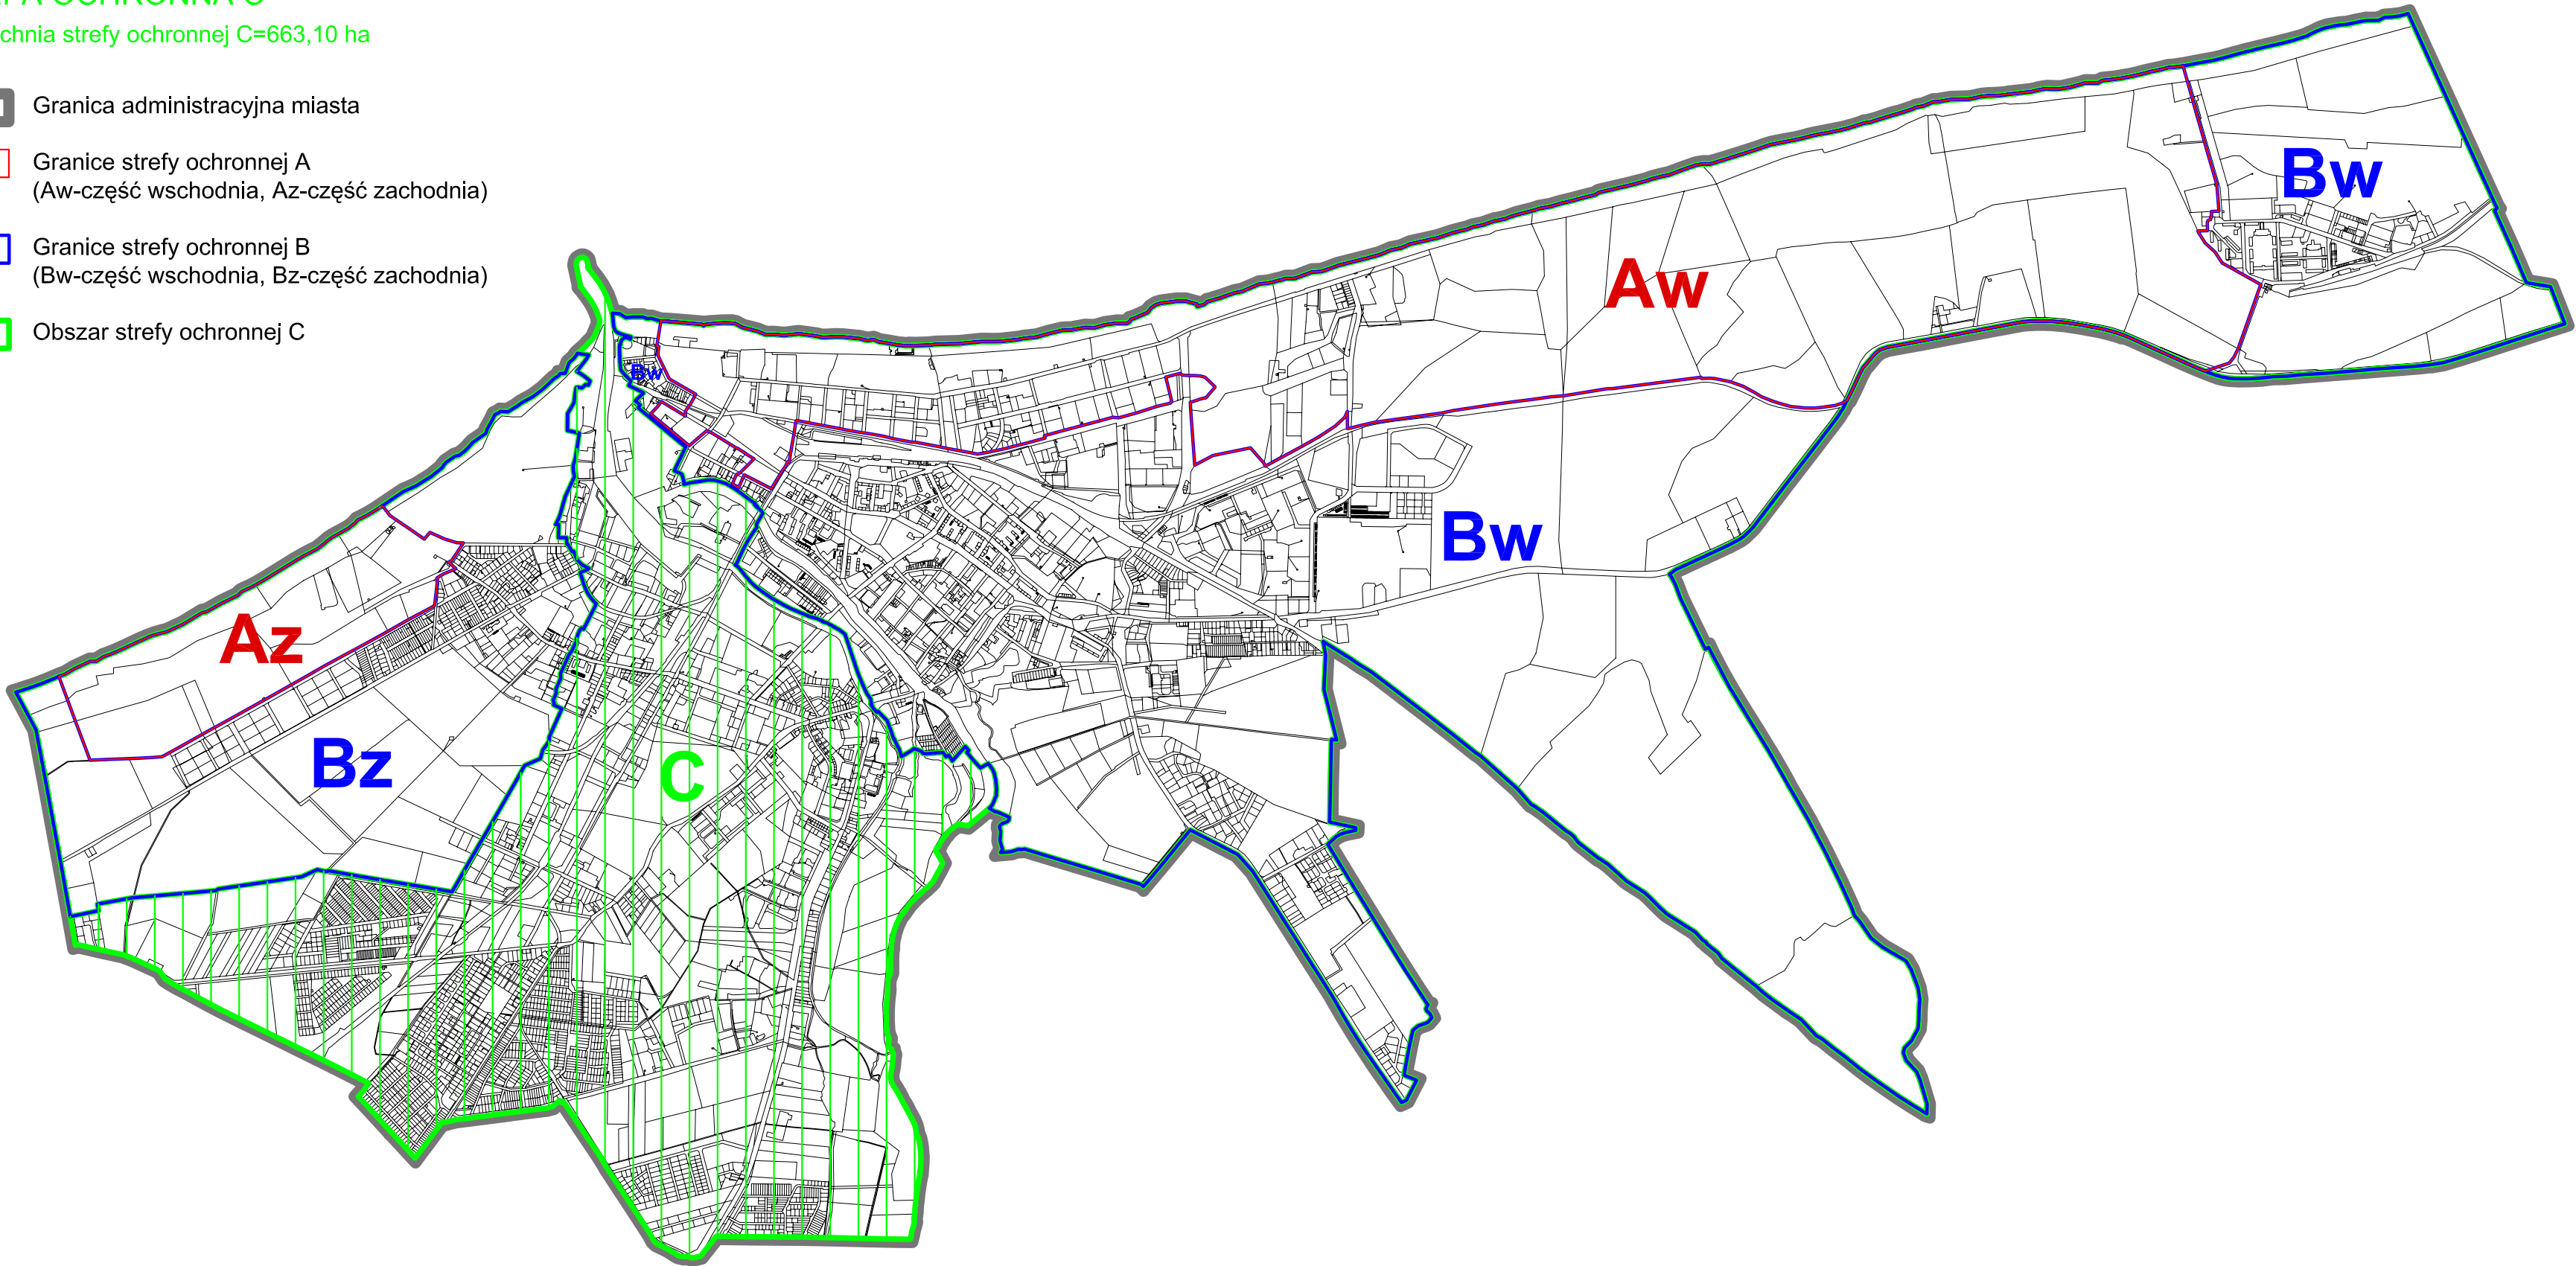 OCHRONNA C
strefy ochronnej C=663,10 ha
Granica administracyjna miasta
Granice strefy ochronnej A
(Aw-część wschodnia, Az-część zachodnia)
Granice strefy ochronnej B
(Bw-część wschodnia, Bz-część zachodnia)
Obszar strefy ochronnej C
Bw
Aw
Bw
Bw
Az
Bz
C